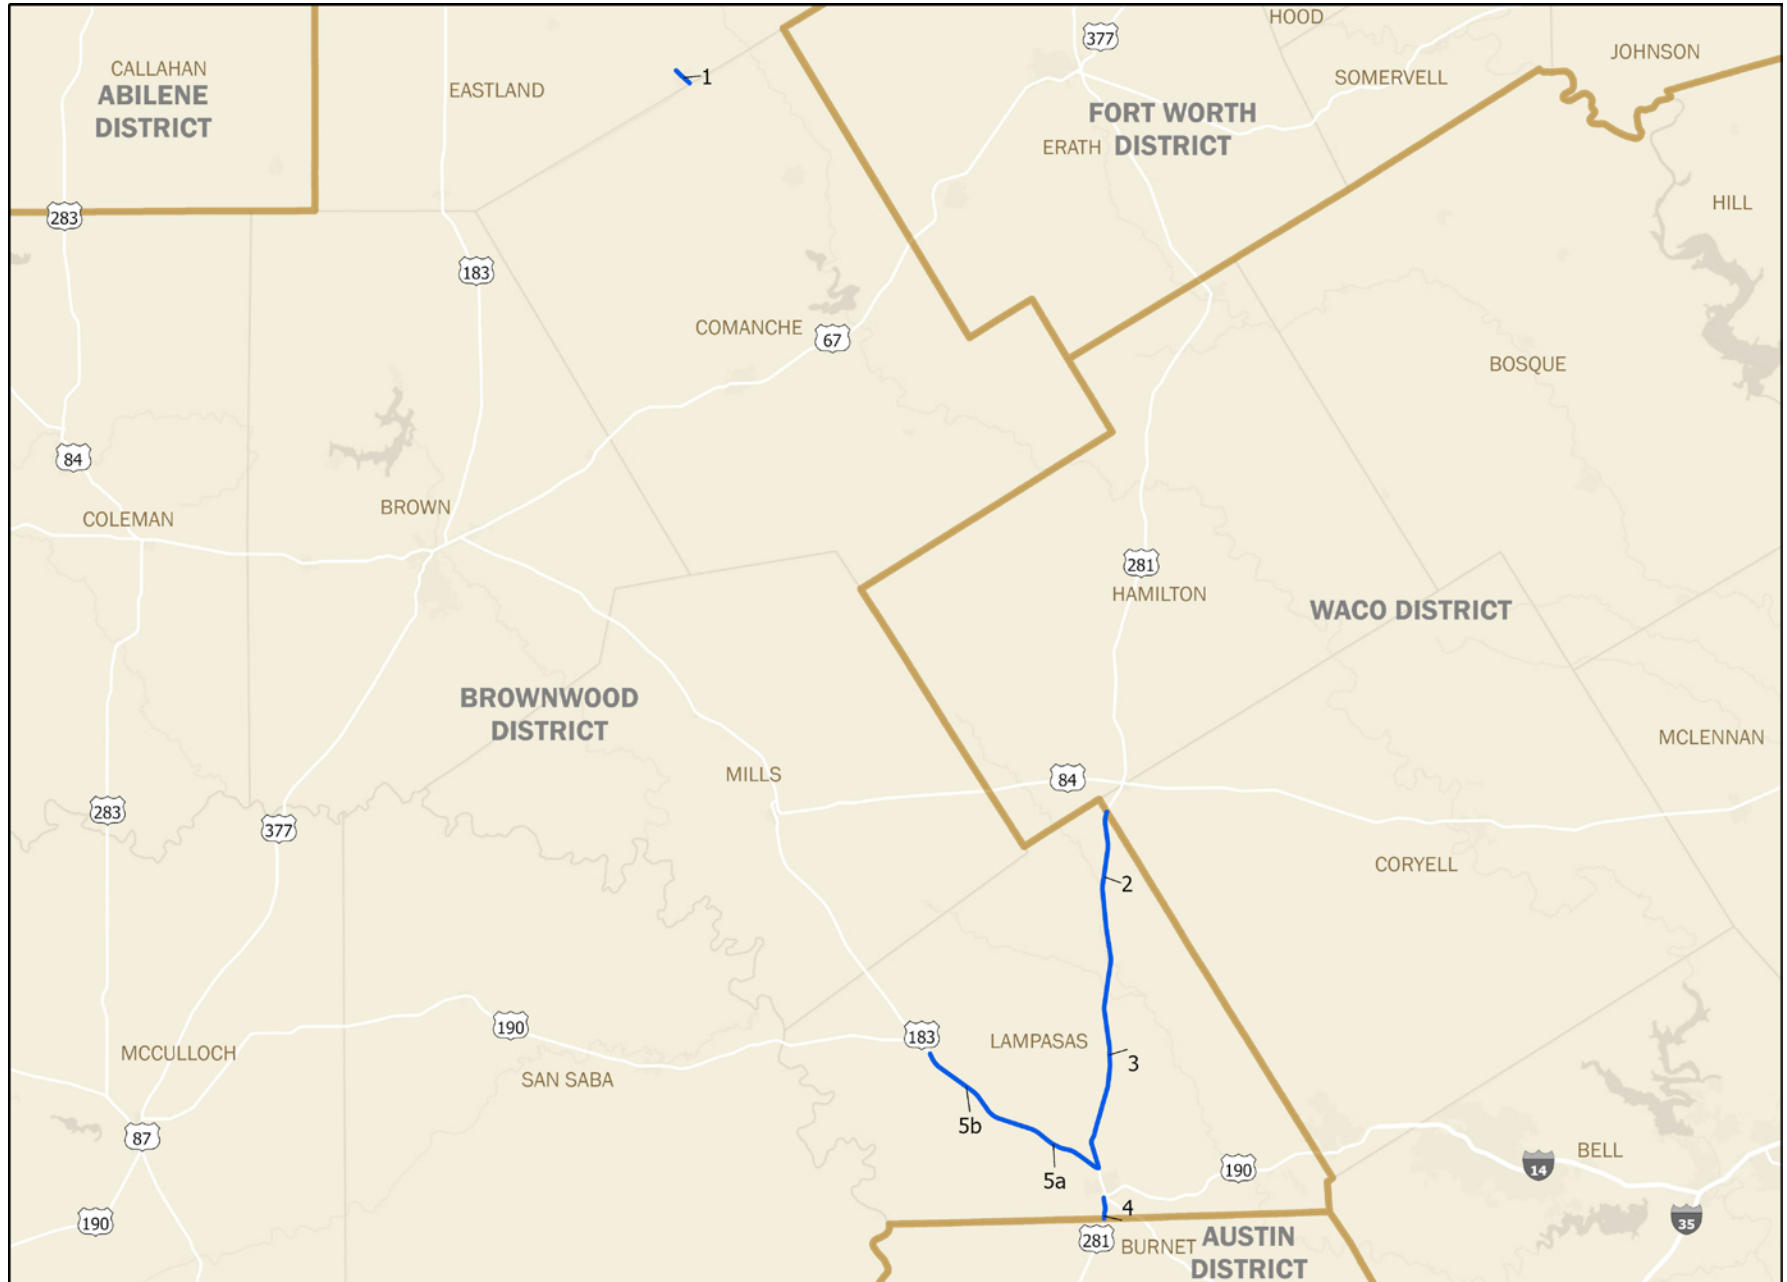 HOOD
377
JOHNSON
CALLAHAN
ABILENE
DISTRICT
EASTLAND
1
SOMERVELL
FORT WORTH
DISTRICT
ERATH
283
HILL
183
COMANCHE
67
BOSQUE
84
COLEMAN
BROWN
281
HAMILTON
WACO DISTRICT
BROWNWOOD
DISTRICT
MCLENNAN
MILLS
84
283
377
CORYELL
2
190
183
LAMPASAS
MCCULLOCH
SAN SABA
3
87
5b
BELL
14
190
5a
190
4
35
281
BURNET
AUSTIN
DISTRICT